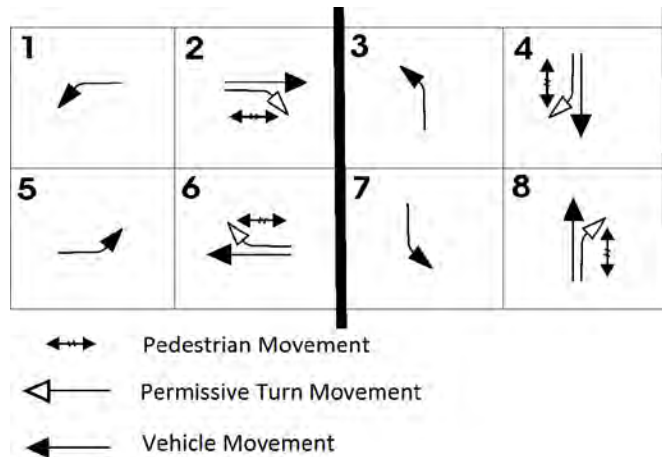 1 2 3 4
5 6 7 8
Pedestrian Movement
Permissive Turn Movement
Vehicle Movement